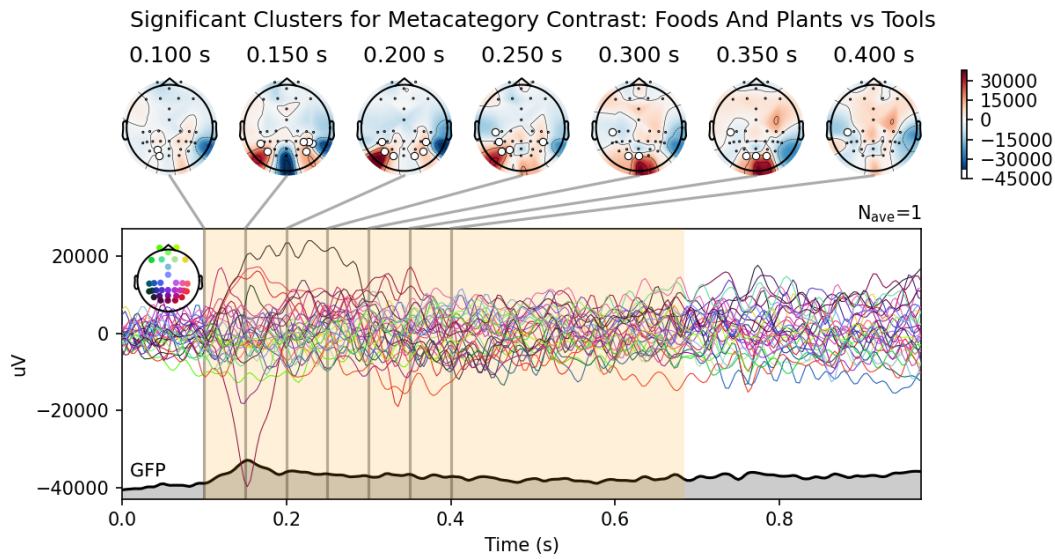 Significant Clusters for Metacategory Contrast: Foods And Plants vs Tools
0.100 s 0.150 s 0.200 s 0.250 s 0.300 s 0.350 s 0.400 s
30000
15000
0
−15000
−30000
−45000
Nave=1
20000
0
−20000
−40000
uV
GFP
0.0 0.2 0.4 0.6 0.8
Time (s)